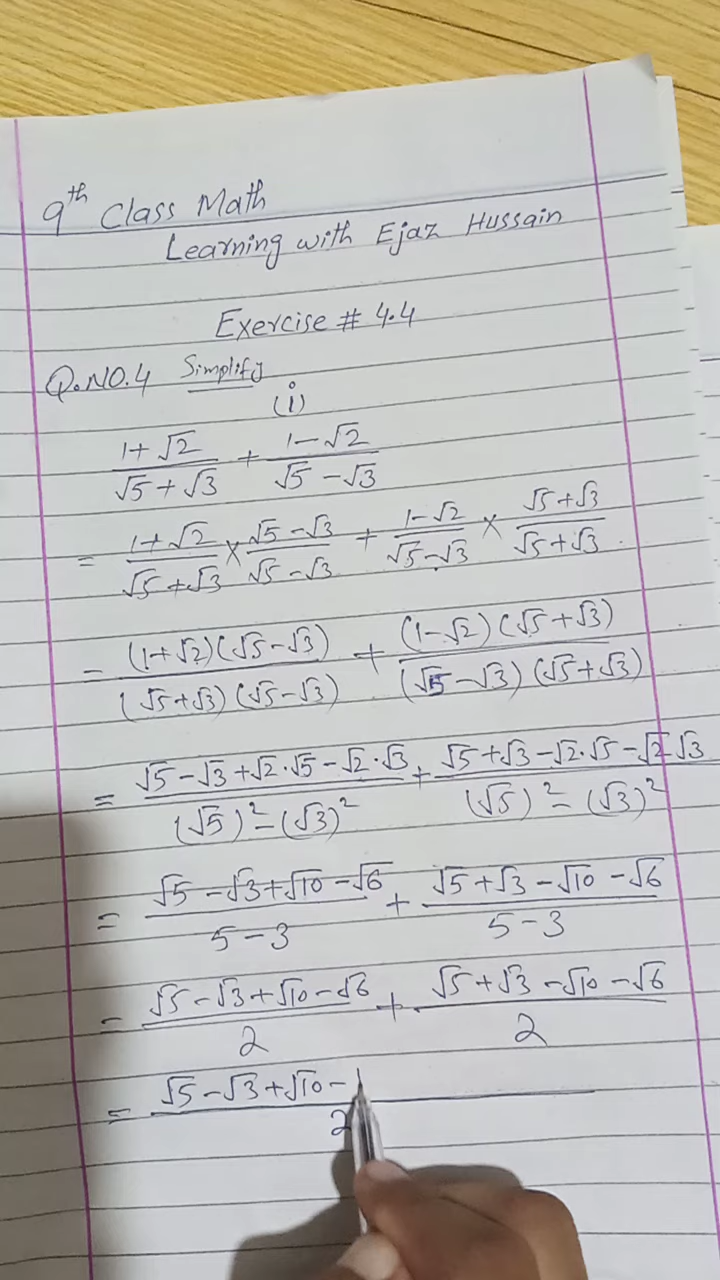 9th Class Math
Learning with Ejaz Hussain
Exercise # 4.4
Q.NO.4 Simplify
(i)
(1+√2)/(√5+√3) + (1-√2)/(√5-√3)
= (1+√2)/(√5+√3) × (√5-√3)/(√5-√3) + (1-√2)/(√5-√3) × (√5+√3)/(√5+√3).
= (1+√2)(√5-√3)/(√5+√3)(√5-√3) + (1-√2)(√5+√3)/(√5-√3)(√5+√3)
= (√5-√3+√2·√5-√2·√3)/((√5)²-(√3)²) + (√5+√3-√2·√5-√2√3)/((√5)²-(√3)²)
= (√5-√3+√10-√6)/(5-3) + (√5+√3-√10-√6)/(5-3)
= (√5-√3+√10-√6)/2 + (√5+√3-√10-√6)/2
= (√5-√3+√10-)/2